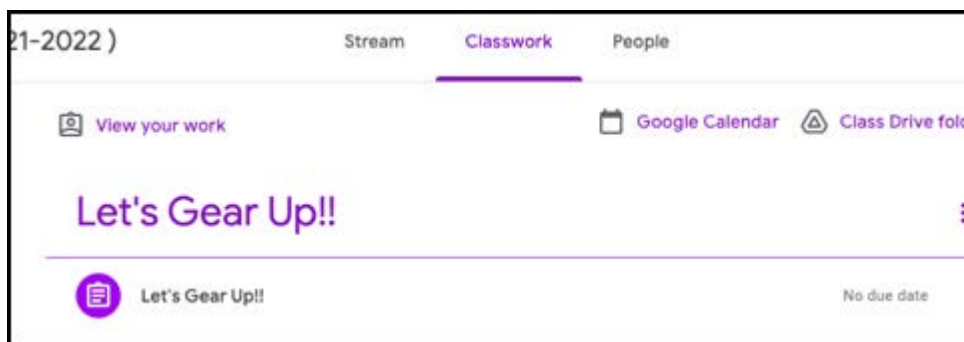 21-2022 ) Stream Classwork People
View your work Google Calendar Class Drive fold
Let's Gear Up!!
Let's Gear Up!! No due date